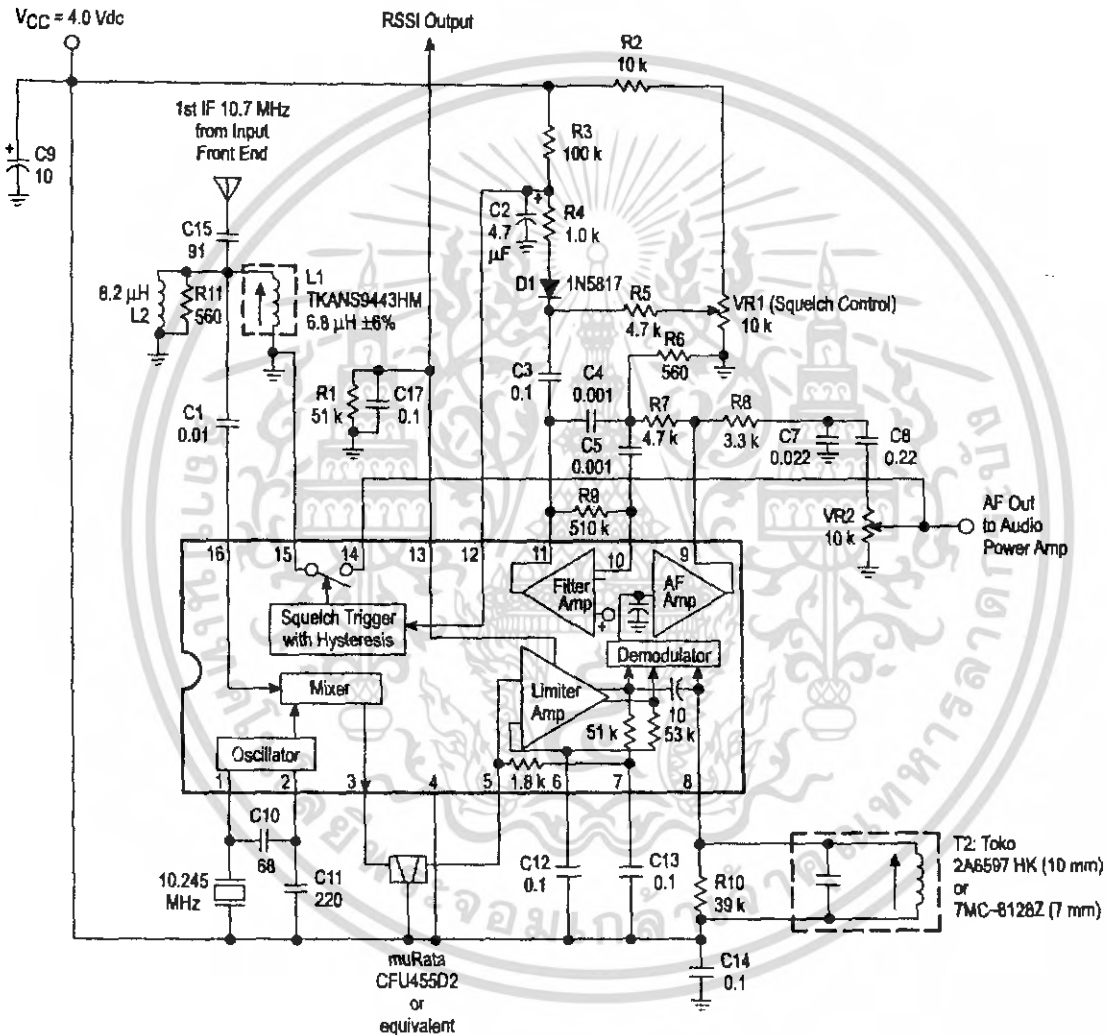 VCC = 4.0 Vdc
RSSI Output
R2
10 k
1st IF 10.7 MHz
from Input
Front End
C9
10
R3
100 k
C2
4.7
µF
R4
1.0 k
C15
91
D1
1N5817
R5
4.7 k
VR1 (Squelch Control)
10 k
8.2 µH
L2
R11
560
L1
TKANS9443HM
6.8 µH ±6%
R6
560
C3
0.1
C4
0.001
R1
51 k
C17
0.1
R7
4.7 k
R8
3.3 k
C5
0.001
C7
0.022
C8
0.22
C1
0.01
R9
510 k
VR2
10 k
AF Out
to Audio
Power Amp
16
15
14
13
12
11
10
9
Filter
Amp
AF
Amp
Squelch Trigger
with Hysteresis
Demodulator
Mixer
Limiter
Amp
10
51 k
53 k
Oscillator
1.8 k
1
2
3
4
5
6
7
8
C10
68
10.245
MHz
C11
220
C12
0.1
C13
0.1
R10
39 k
T2: Toko
2A6597 HK (10 mm)
or
7MC-8128Z (7 mm)
muRata
CFU455D2
or
equivalent
C14
0.1